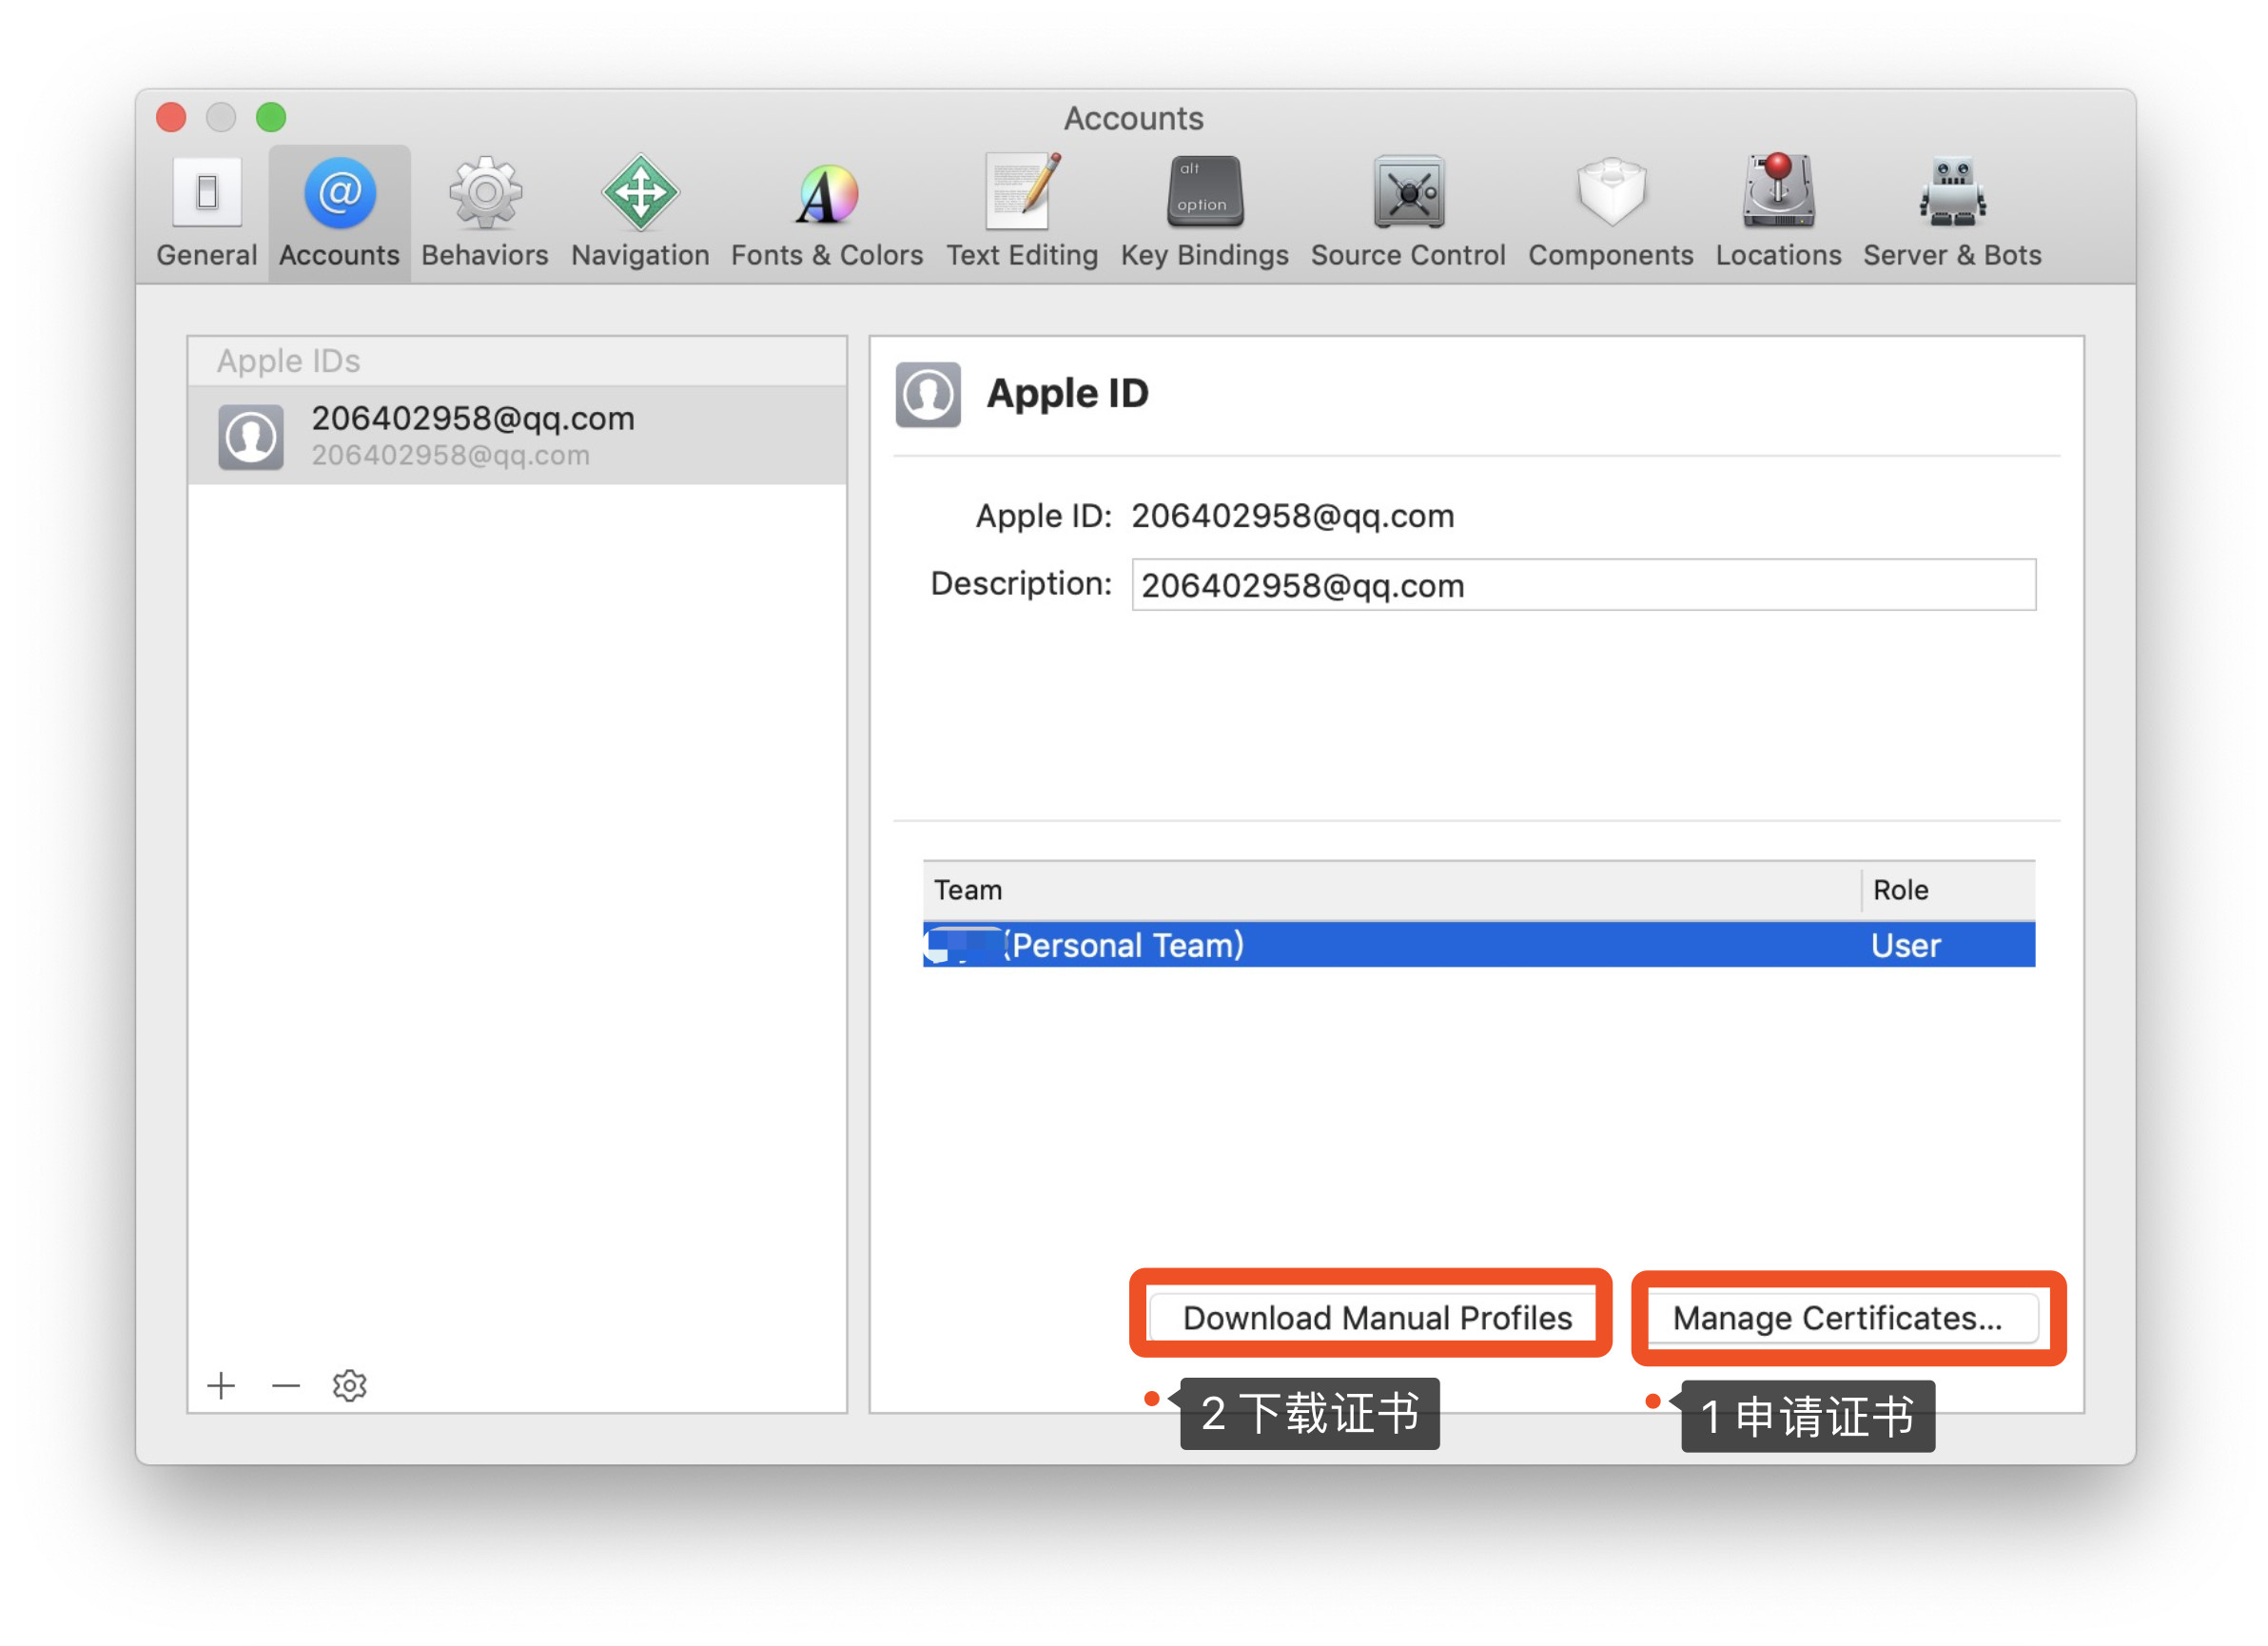 Accounts
General
Accounts
Behaviors
Navigation
Fonts & Colors
Text Editing
alt
option
Key Bindings
Source Control
Components
Locations
Server & Bots
Apple IDs
206402958@qq.com
206402958@qq.com
Apple ID
Apple ID: 206402958@qq.com
Description: 206402958@qq.com
Team Role
(Personal Team) User
Download Manual Profiles
Manage Certificates...
2 下载证书
1 申请证书